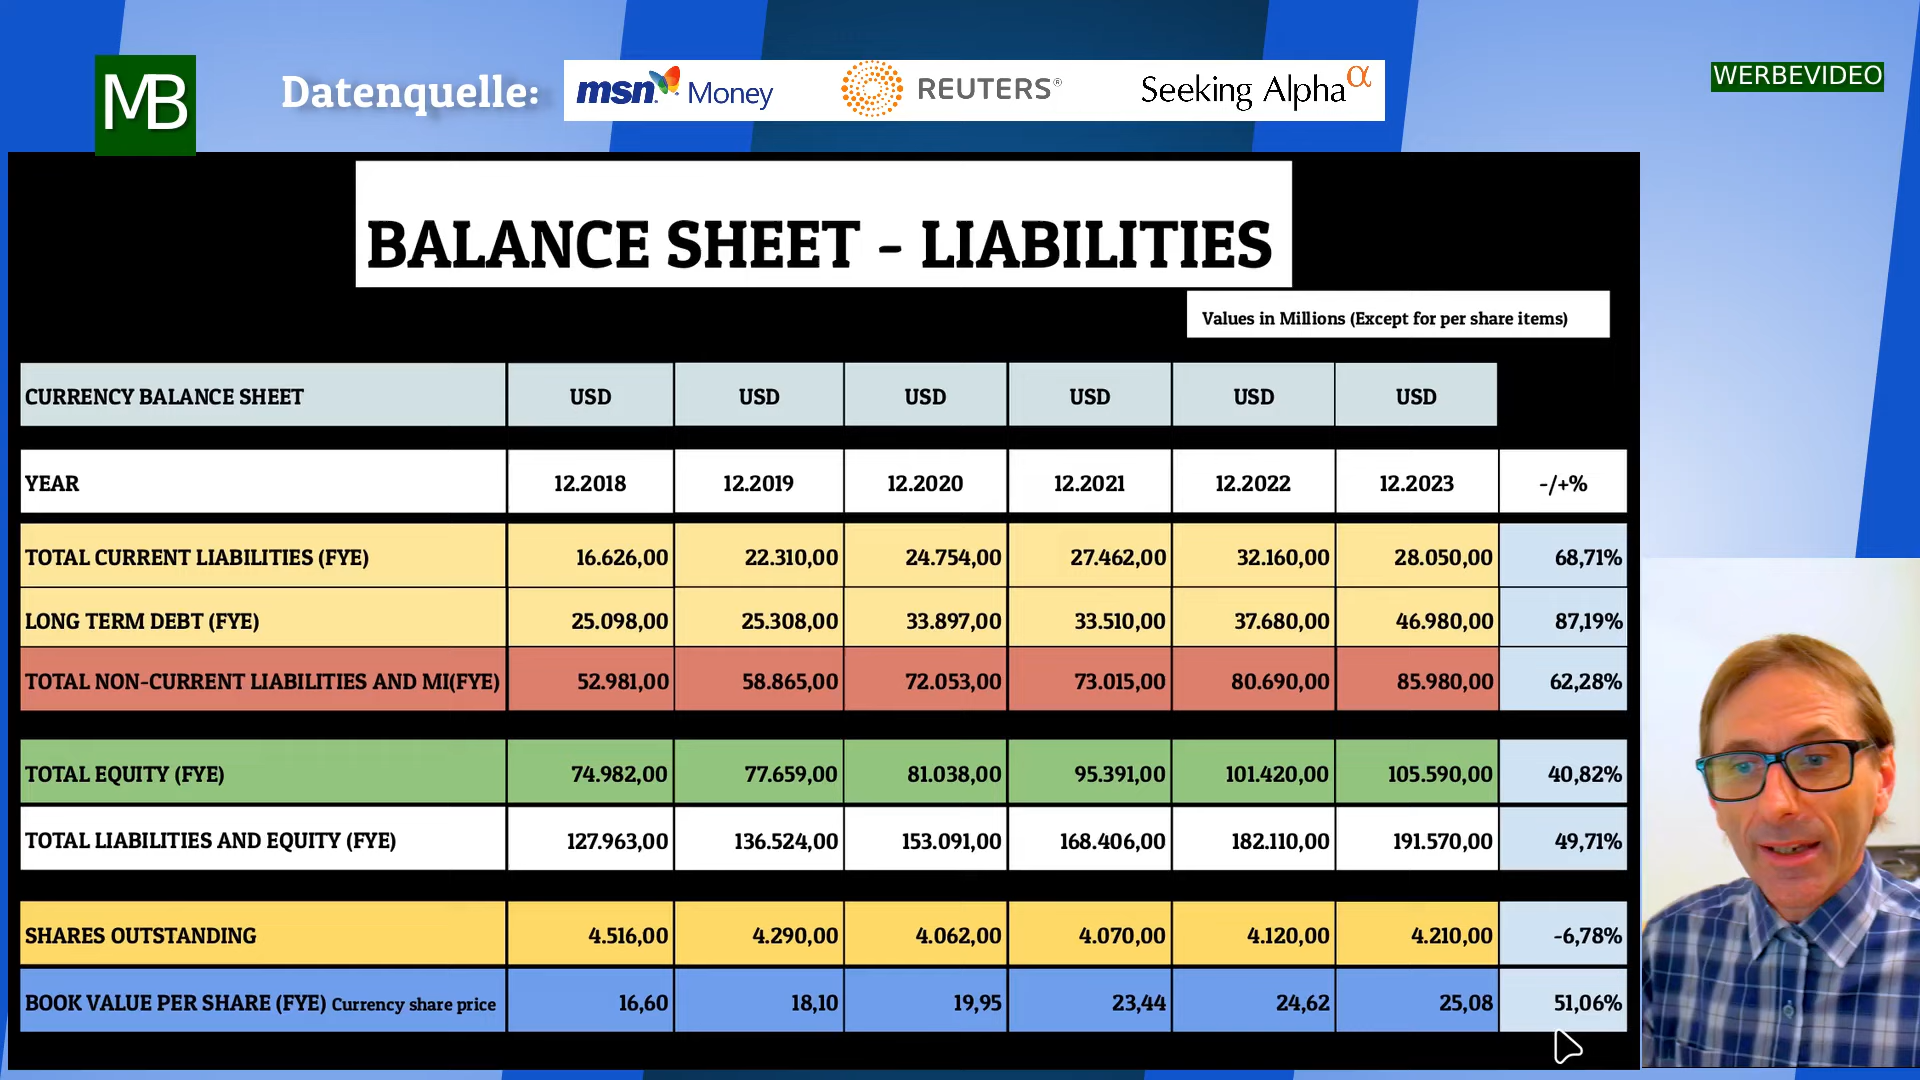 MB
Datenquelle:
msn Money
REUTERS®
Seeking Alpha α
WERBEVIDEO
BALANCE SHEET - LIABILITIES
Values in Millions (Except for per share items)
CURRENCY BALANCE SHEET USD USD USD USD USD USD
YEAR 12.2018 12.2019 12.2020 12.2021 12.2022 12.2023 -/+%
TOTAL CURRENT LIABILITIES (FYE) 16.626,00 22.310,00 24.754,00 27.462,00 32.160,00 28.050,00 68,71%
LONG TERM DEBT (FYE) 25.098,00 25.308,00 33.897,00 33.510,00 37.680,00 46.980,00 87,19%
TOTAL NON-CURRENT LIABILITIES AND MI(FYE) 52.981,00 58.865,00 72.053,00 73.015,00 80.690,00 85.980,00 62,28%
TOTAL EQUITY (FYE) 74.982,00 77.659,00 81.038,00 95.391,00 101.420,00 105.590,00 40,82%
TOTAL LIABILITIES AND EQUITY (FYE) 127.963,00 136.524,00 153.091,00 168.406,00 182.110,00 191.570,00 49,71%
SHARES OUTSTANDING 4.516,00 4.290,00 4.062,00 4.070,00 4.120,00 4.210,00 -6,78%
BOOK VALUE PER SHARE (FYE) Currency share price 16,60 18,10 19,95 23,44 24,62 25,08 51,06%